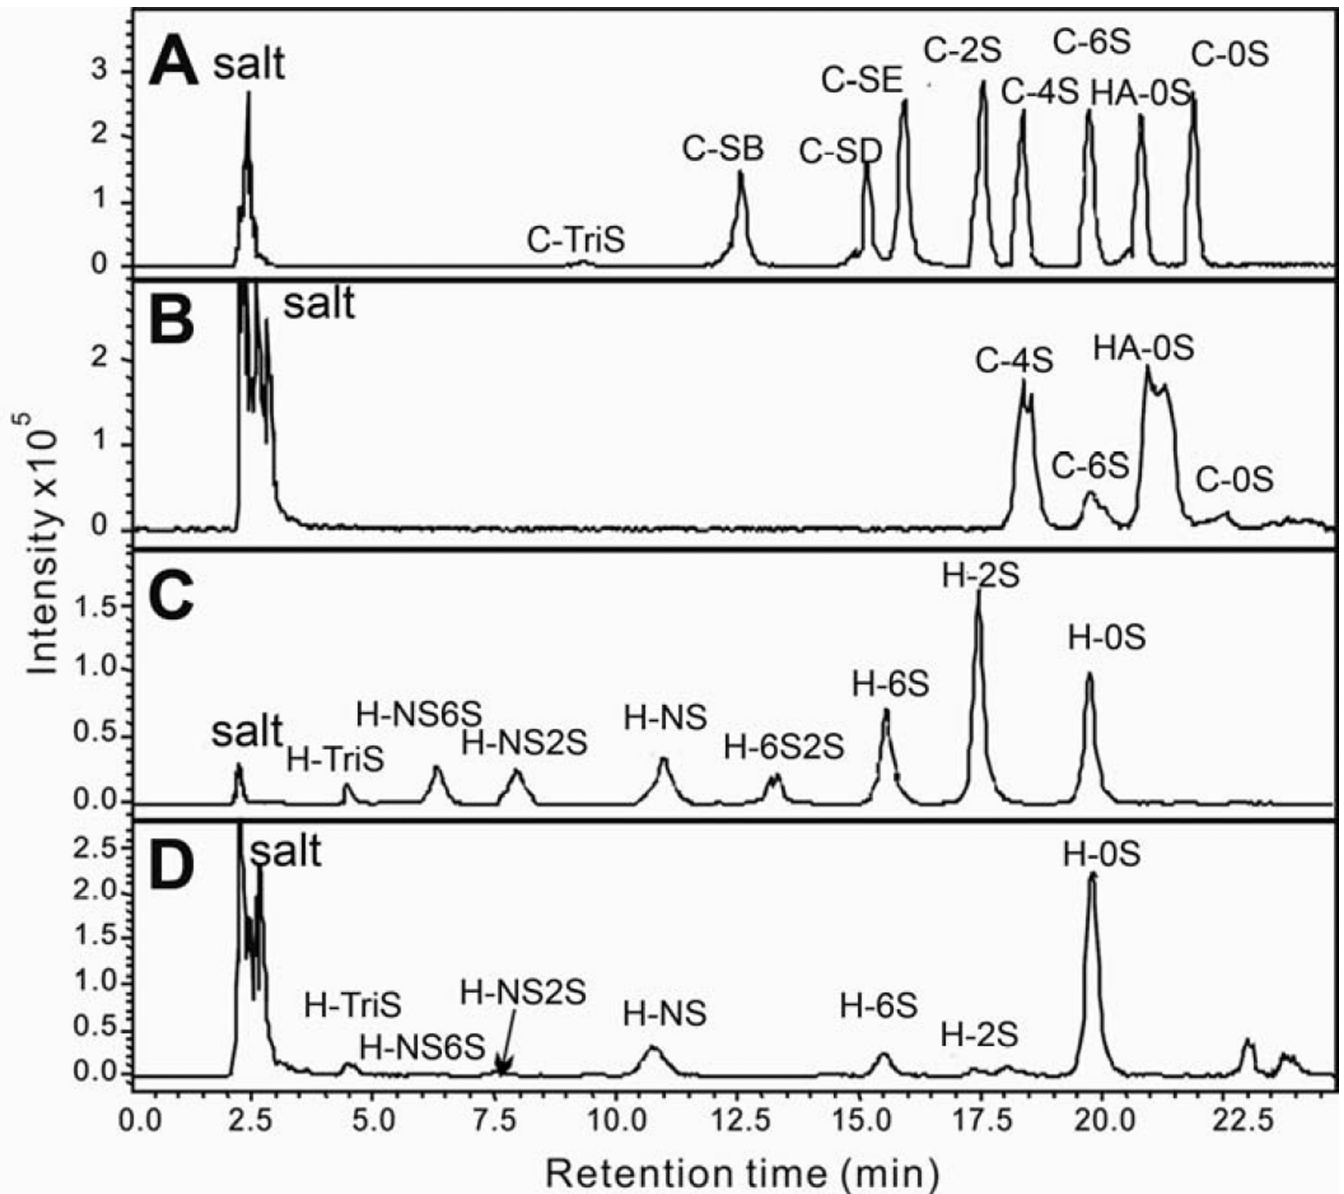 A
salt
C-TriS
C-SB
C-SD
C-SE
C-2S
C-4S
C-6S
HA-0S
C-0S
3
2
1
0
B
salt
C-4S
C-6S
HA-0S
C-0S
2
1
0
Intensity x10^5
C
salt
H-TriS
H-NS6S
H-NS2S
H-NS
H-6S2S
H-6S
H-2S
H-0S
1.5
1.0
0.5
0.0
D
salt
H-TriS
H-NS6S
H-NS2S
H-NS
H-6S
H-2S
H-0S
2.5
2.0
1.5
1.0
0.5
0.0
0.0 2.5 5.0 7.5 10.0 12.5 15.0 17.5 20.0 22.5
Retention time (min)